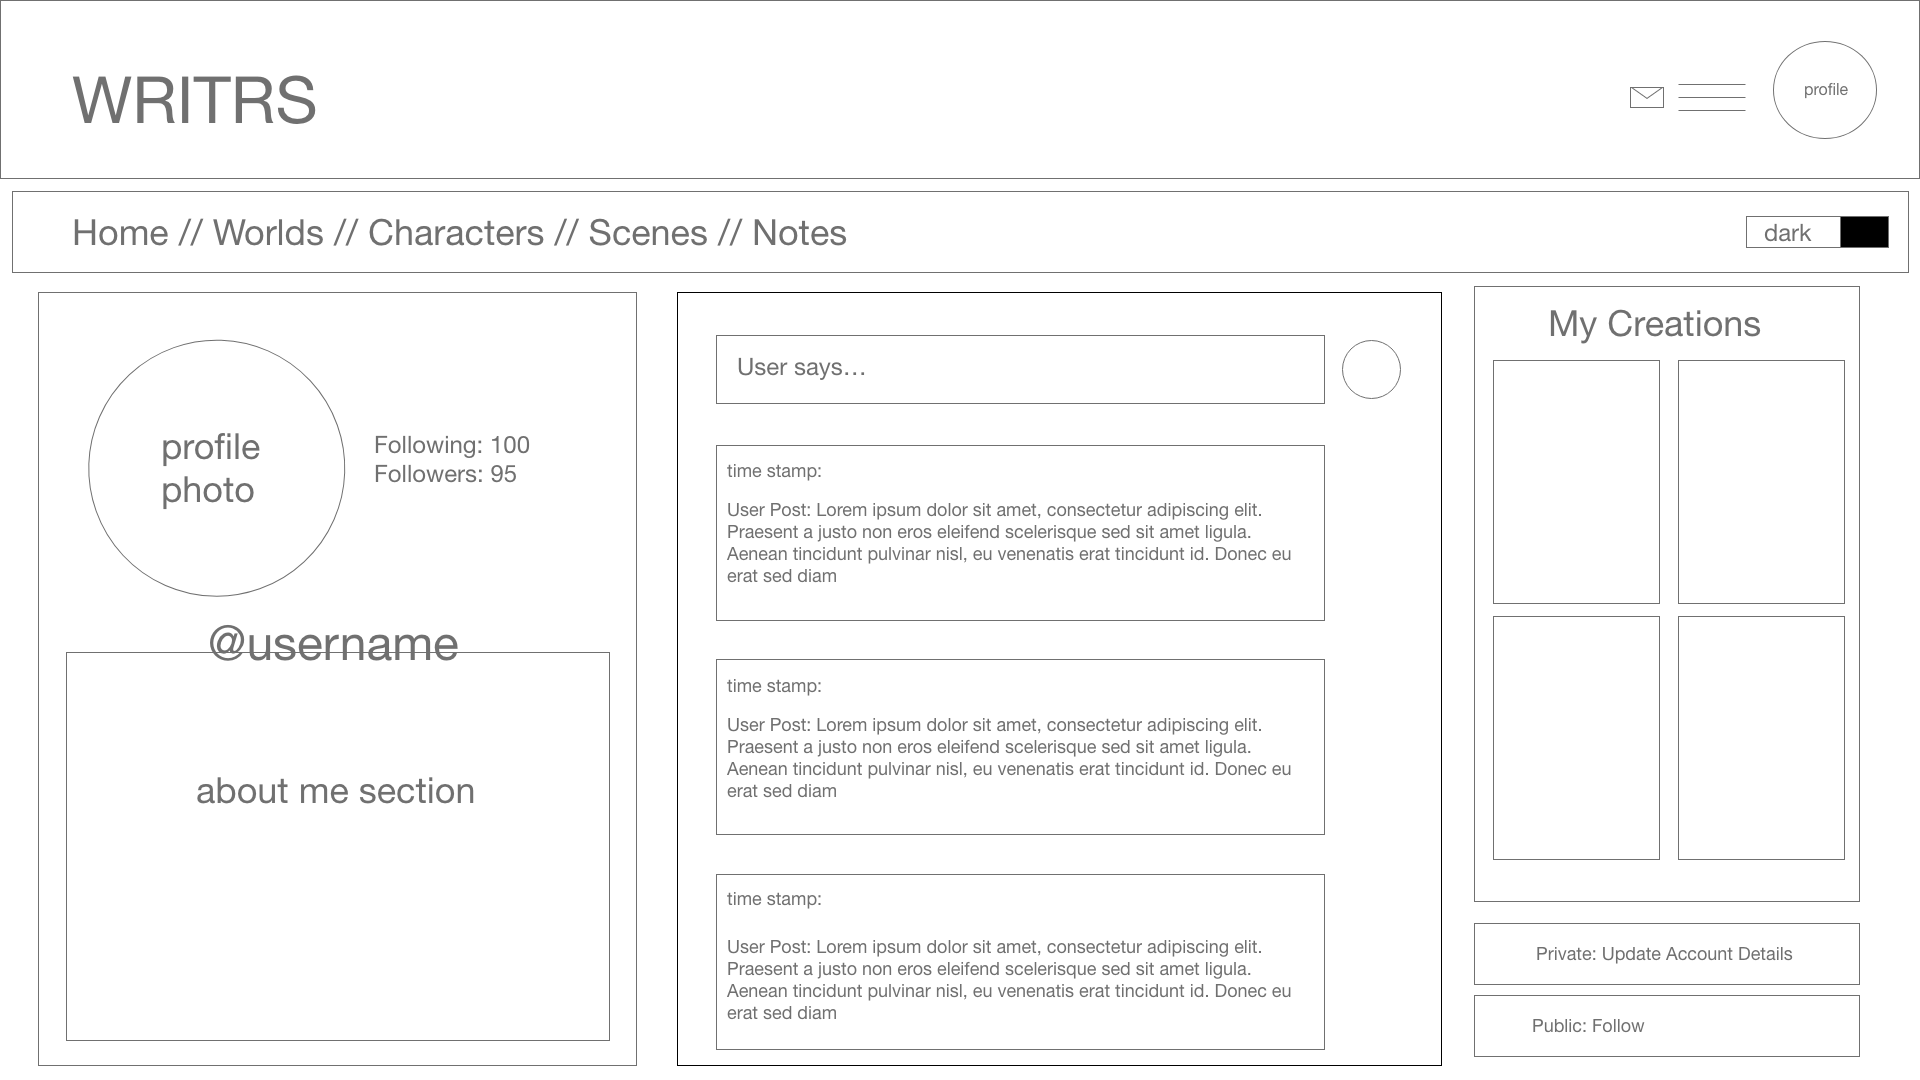 WRITRS
profile
Home // Worlds // Characters // Scenes // Notes
dark
profile
photo
Following: 100
Followers: 95
@username
about me section
User says…
time stamp:
User Post: Lorem ipsum dolor sit amet, consectetur adipiscing elit.
Praesent a justo non eros eleifend scelerisque sed sit amet ligula.
Aenean tincidunt pulvinar nisl, eu venenatis erat tincidunt id. Donec eu
erat sed diam
time stamp:
User Post: Lorem ipsum dolor sit amet, consectetur adipiscing elit.
Praesent a justo non eros eleifend scelerisque sed sit amet ligula.
Aenean tincidunt pulvinar nisl, eu venenatis erat tincidunt id. Donec eu
erat sed diam
time stamp:
User Post: Lorem ipsum dolor sit amet, consectetur adipiscing elit.
Praesent a justo non eros eleifend scelerisque sed sit amet ligula.
Aenean tincidunt pulvinar nisl, eu venenatis erat tincidunt id. Donec eu
erat sed diam
My Creations
Private: Update Account Details
Public: Follow